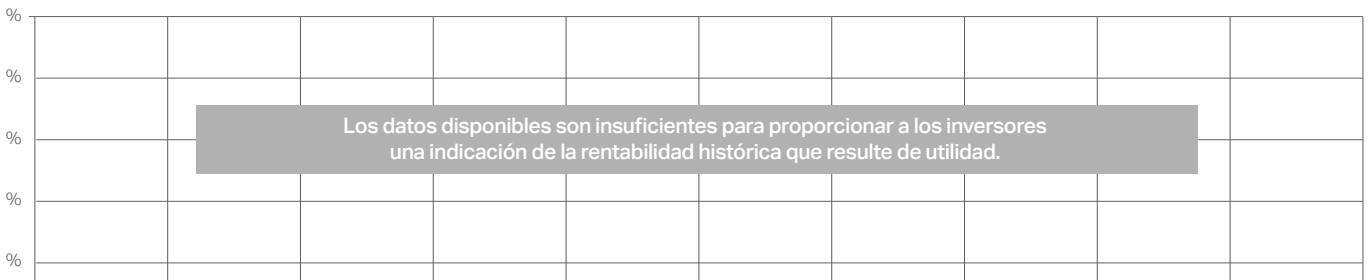 %
%
Los datos disponibles son insuficientes para proporcionar a los inversores
%
una indicación de la rentabilidad histórica que resulte de utilidad.
%
%